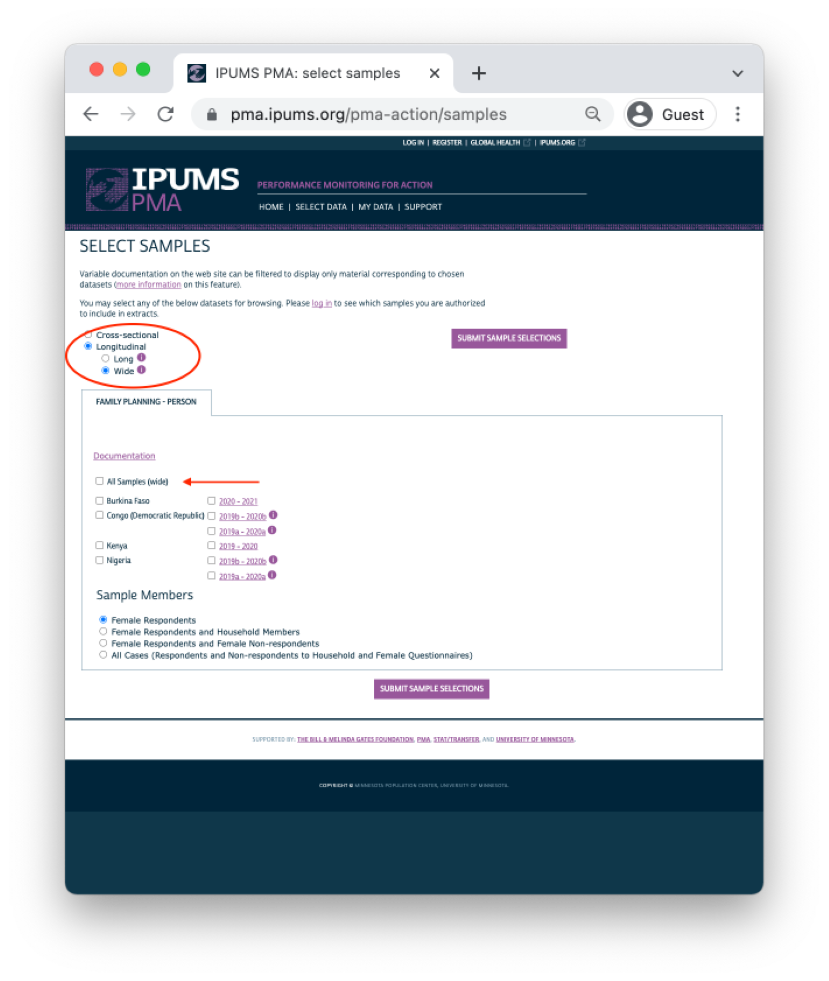 IPUMS PMA: select samples
pma.ipums.org/pma-action/samples
Guest
LOG IN | REGISTER | GLOBAL HEALTH | IPUMS.ORG
IPUMS
PMA
PERFORMANCE MONITORING FOR ACTION
HOME | SELECT DATA | MY DATA | SUPPORT
SELECT SAMPLES
Variable documentation on the web site can be filtered to display only material corresponding to chosen
datasets (more information on this feature).
You may select any of the below datasets for browsing. Please log in to see which samples you are authorized
to include in extracts.
Cross-sectional
SUBMIT SAMPLE SELECTIONS
Longitudinal
Long
Wide
FAMILY PLANNING - PERSON
Documentation
All Samples (wide)
Burkina Faso 2020 - 2021
Congo (Democratic Republic) 2019b - 2020b
2019a - 2020a
Kenya 2019 - 2020
Nigeria 2019b - 2020b
2019a - 2020a
Sample Members
Female Respondents
Female Respondents and Household Members
Female Respondents and Female Non-respondents
All Cases (Respondents and Non-respondents to Household and Female Questionnaires)
SUBMIT SAMPLE SELECTIONS
SUPPORTED BY: THE BILL & MELINDA GATES FOUNDATION, PMA, STAT/TRANSFER, AND UNIVERSITY OF MINNESOTA.
COPYRIGHT © MINNESOTA POPULATION CENTER, UNIVERSITY OF MINNESOTA.